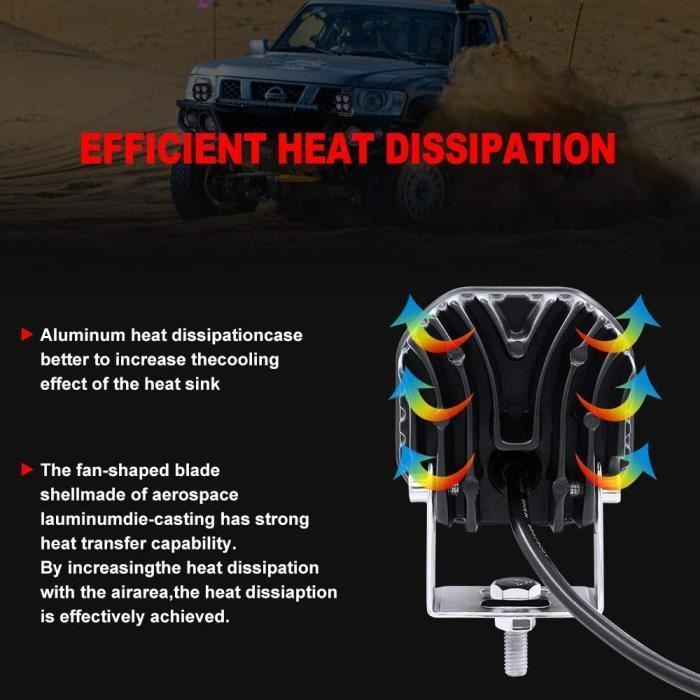 EFFICIENT HEAT DISSIPATION
Aluminum heat dissipationcase
better to increase thecooling
effect of the heat sink
The fan-shaped blade
shellmade of aerospace
lauminumdie-casting has strong
heat transfer capability.
By increasingthe heat dissipation
with the airarea,the heat dissiaption
is effectively achieved.